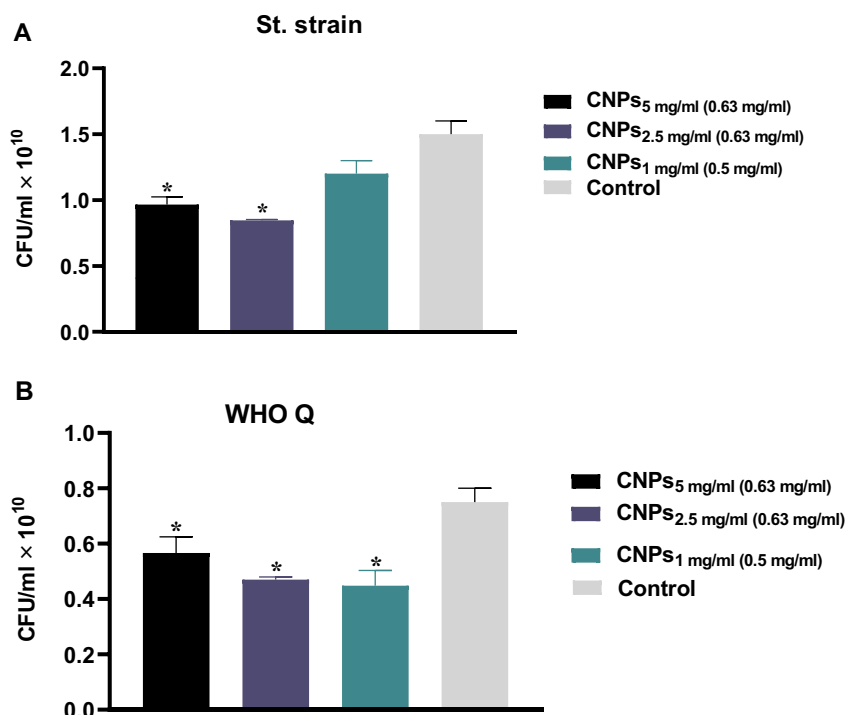 A
St. strain
2.0
1.5
1.0
0.5
0.0
CFU/ml × 10¹⁰
*
*
CNPs5 mg/ml (0.63 mg/ml)
CNPs2.5 mg/ml (0.63 mg/ml)
CNPs1 mg/ml (0.5 mg/ml)
Control
B
WHO Q
1.0
0.8
0.6
0.4
0.2
0.0
CFU/ml × 10¹⁰
*
*
*
CNPs5 mg/ml (0.63 mg/ml)
CNPs2.5 mg/ml (0.63 mg/ml)
CNPs1 mg/ml (0.5 mg/ml)
Control